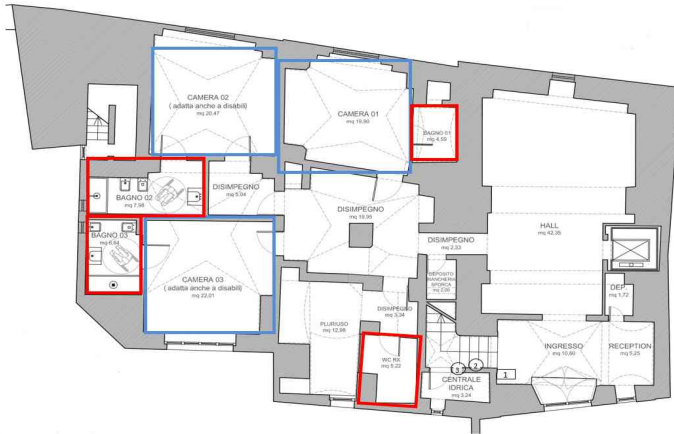 CAMERA 02
( adatta anche a disabili)
mq 20,47
CAMERA 01
mq 19,90
BAGNO 01
mq 4,59
BAGNO 02
mq 7,98
DISIMPEGNO
mq 5,04
DISIMPEGNO
mq 19,95
HALL
mq 42,35
BAGNO 03
mq 6,64
DISIMPEGNO
mq 2,33
CAMERA 03
( adatta anche a disabili)
mq 22,01
DEPOSITO
BIANCHERIA
SPORCA
DEP.
mq 1,72
DISIMPEGNO
mq 3,34
PLURIUSO
mq 12,98
WC RX
mq 5,22
INGRESSO
mq 10,60
RECEPTION
mq 5,25
3
2
1
CENTRALE
IDRICA
mq 3,24